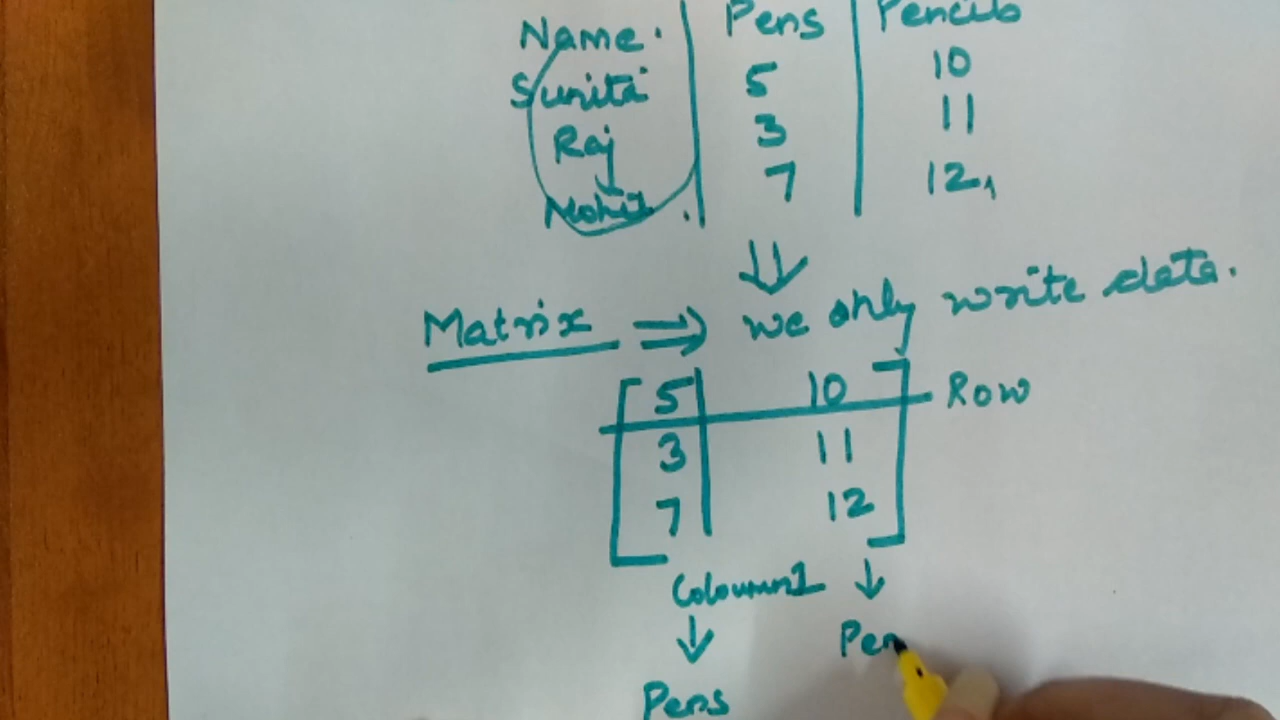 Name. Pens Pencils
Sunita 5 10
Raj 3 11
Mohit 7 12
Matrix ⇒ we only write data.
5 10 Row
3 11
7 12
Coloumn1 ↓
↓ Pen
Pens